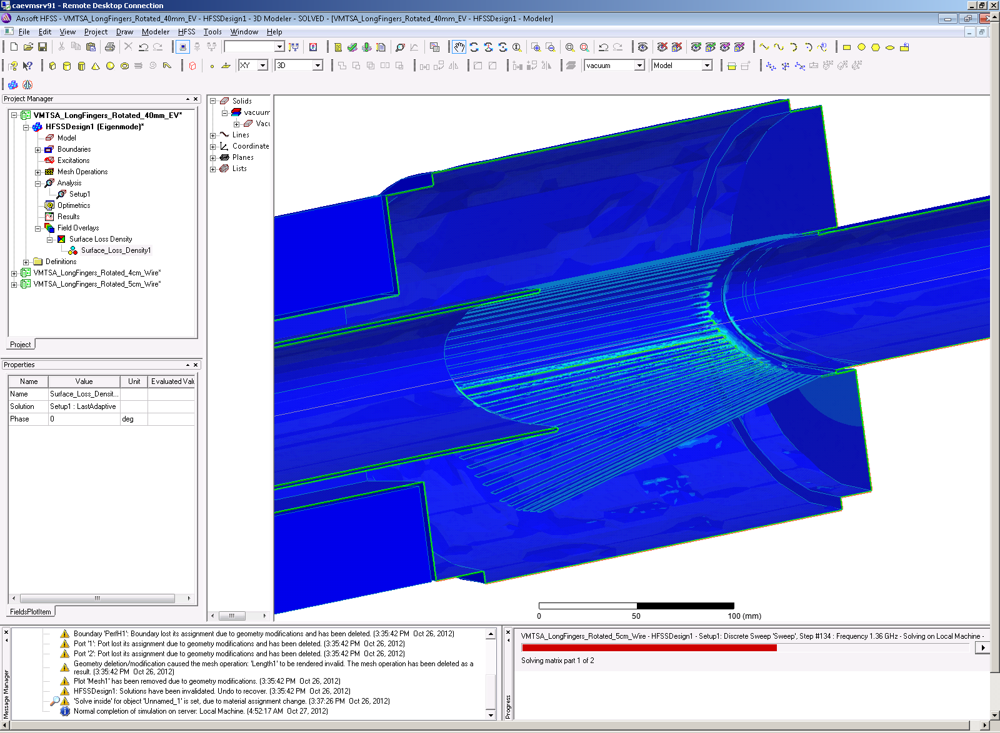 caevmsrv91 - Remote Desktop Connection
Ansoft HFSS - VMTSA_LongFingers_Rotated_40mm_EV - HFSSDesign1 - 3D Modeler - SOLVED - [VMTSA_LongFingers_Rotated_40mm_EV - HFSSDesign1 - Modeler]
File Edit View Project Draw Modeler HFSS Tools Window Help
XY 3D vacuum Model
Project Manager
VMTSA_LongFingers_Rotated_40mm_EV*
HFSSDesign1 (Eigenmode)*
Model
Boundaries
Excitations
Mesh Operations
Analysis
Setup1
Optimetrics
Results
Field Overlays
Surface Loss Density
Surface_Loss_Density1
Definitions
VMTSA_LongFingers_Rotated_4cm_Wire*
VMTSA_LongFingers_Rotated_5cm_Wire*
Project
Solids
vacuum
Vacu
Lines
Coordinate
Planes
Lists
Properties
Name Value Unit Evaluated Valu
Name Surface_Loss_Densit...
Solution Setup1 : LastAdaptive
Phase 0 deg
FieldsPlotItem
0 50 100 (mm)
Message Manager
Boundary 'PerfH1': Boundary lost its assignment due to geometry modifications and has been deleted. (3:35:42 PM Oct 26, 2012)
Port '1': Port lost its assignment due to geometry modifications and has been deleted. (3:35:42 PM Oct 26, 2012)
Port '2': Port lost its assignment due to geometry modifications and has been deleted. (3:35:42 PM Oct 26, 2012)
Geometry deletion/modification caused the mesh operation: 'Length1' to be rendered invalid. The mesh operation has been deleted as a
result. (3:35:42 PM Oct 26, 2012)
Plot 'Mesh1' has been removed due to geometry modifications. (3:35:42 PM Oct 26, 2012)
HFSSDesign1: Solutions have been invalidated. Undo to recover. (3:35:42 PM Oct 26, 2012)
'Solve inside' for object 'Unnamed_1' is set, due to material assignment change. (3:37:26 PM Oct 26, 2012)
Normal completion of simulation on server: Local Machine. (4:52:17 AM Oct 27, 2012)
Progress
VMTSA_LongFingers_Rotated_5cm_Wire - HFSSDesign1 - Setup1: Discrete Sweep 'Sweep', Step #134 : Frequency 1.36 GHz - Solving on Local Machine -
Solving matrix part 1 of 2